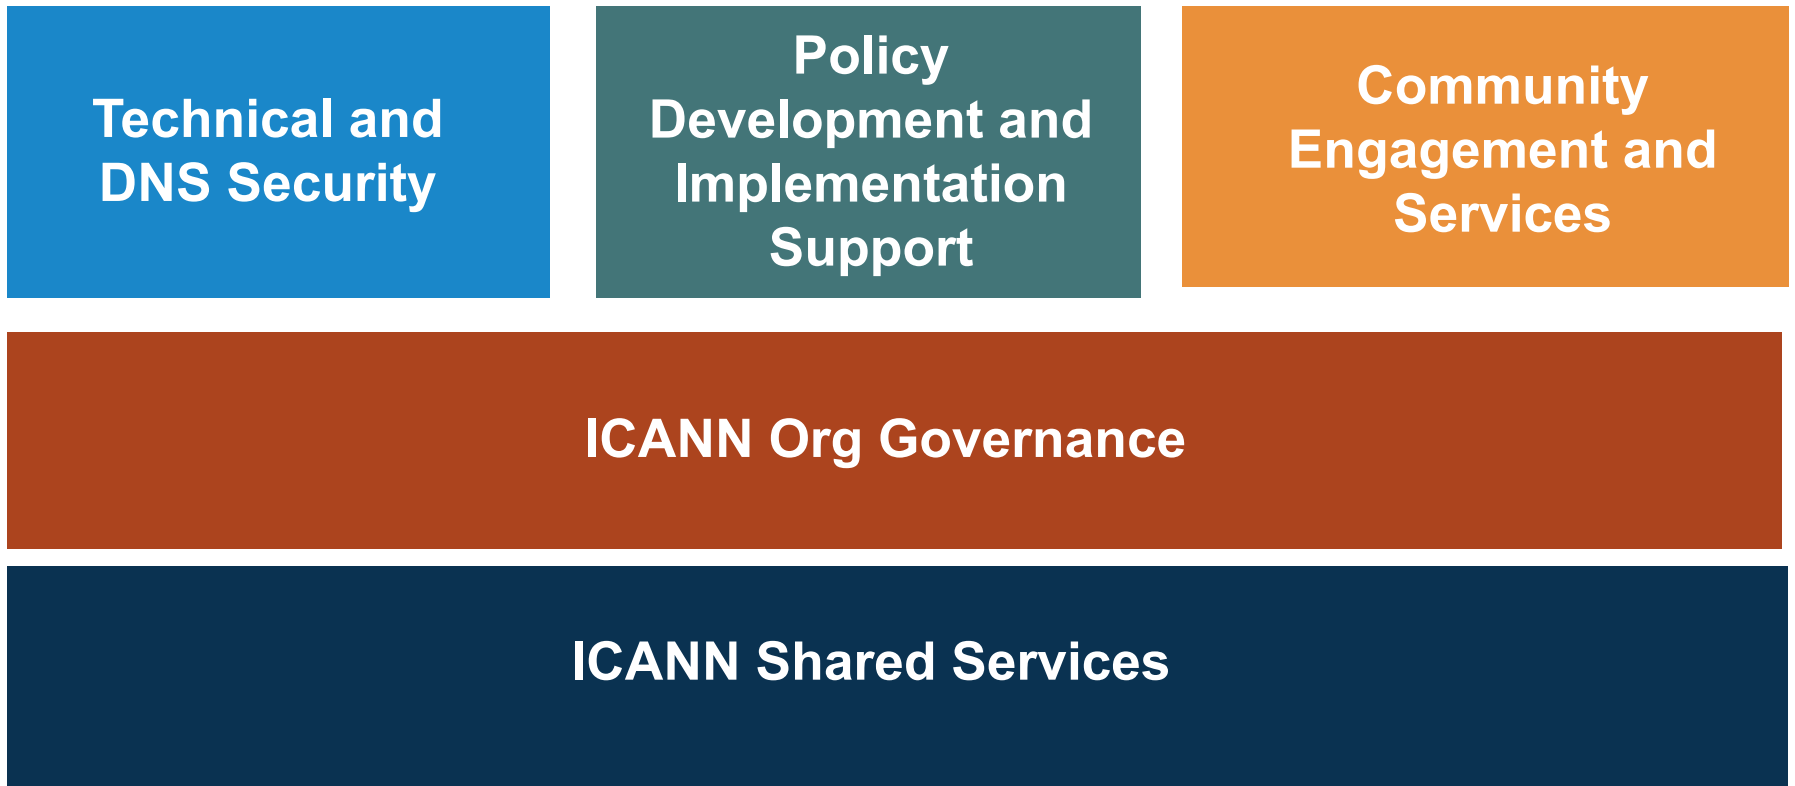 Technical and
DNS Security
Policy
Development and
Implementation
Support
Community
Engagement and
Services
ICANN Org Governance
ICANN Shared Services